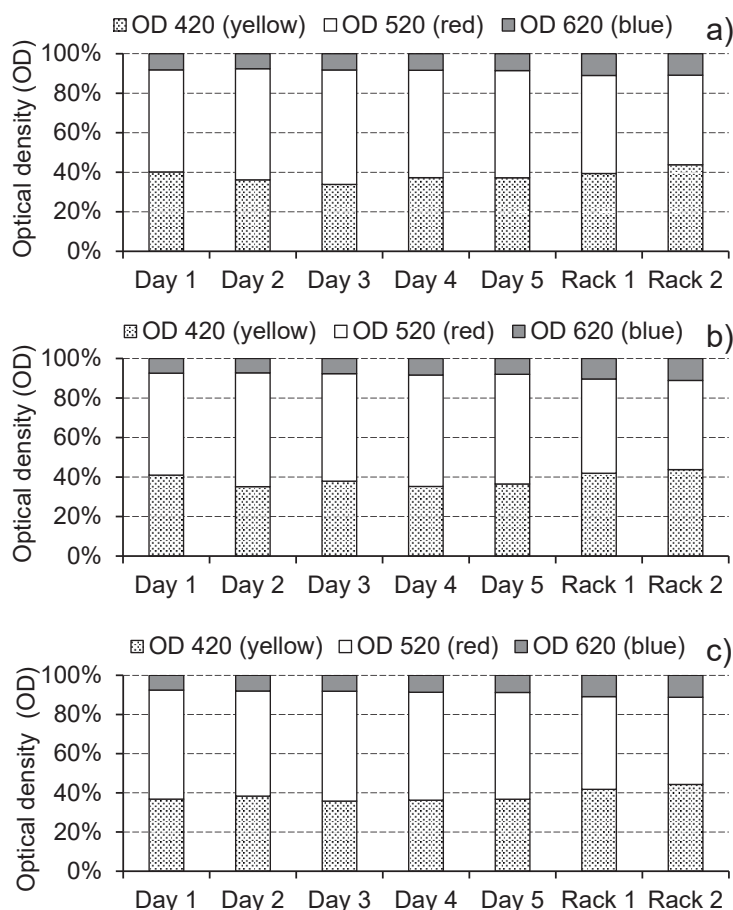 OD 420 (yellow) OD 520 (red) OD 620 (blue) a)
Optical density (OD)
100%
80%
60%
40%
20%
0%
Day 1 Day 2 Day 3 Day 4 Day 5 Rack 1 Rack 2
OD 420 (yellow) OD 520 (red) OD 620 (blue) b)
Optical density (OD)
100%
80%
60%
40%
20%
0%
Day 1 Day 2 Day 3 Day 4 Day 5 Rack 1 Rack 2
OD 420 (yellow) OD 520 (red) OD 620 (blue) c)
Optical density (OD)
100%
80%
60%
40%
20%
0%
Day 1 Day 2 Day 3 Day 4 Day 5 Rack 1 Rack 2